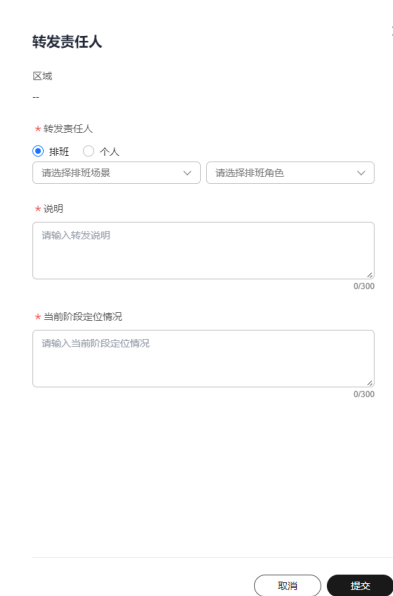 转发责任人
区域
--
* 转发责任人
排班 个人
请选择排班场景 请选择排班角色
* 说明
请输入转发说明
0/300
* 当前阶段定位情况
请输入当前阶段定位情况
0/300
取消 提交